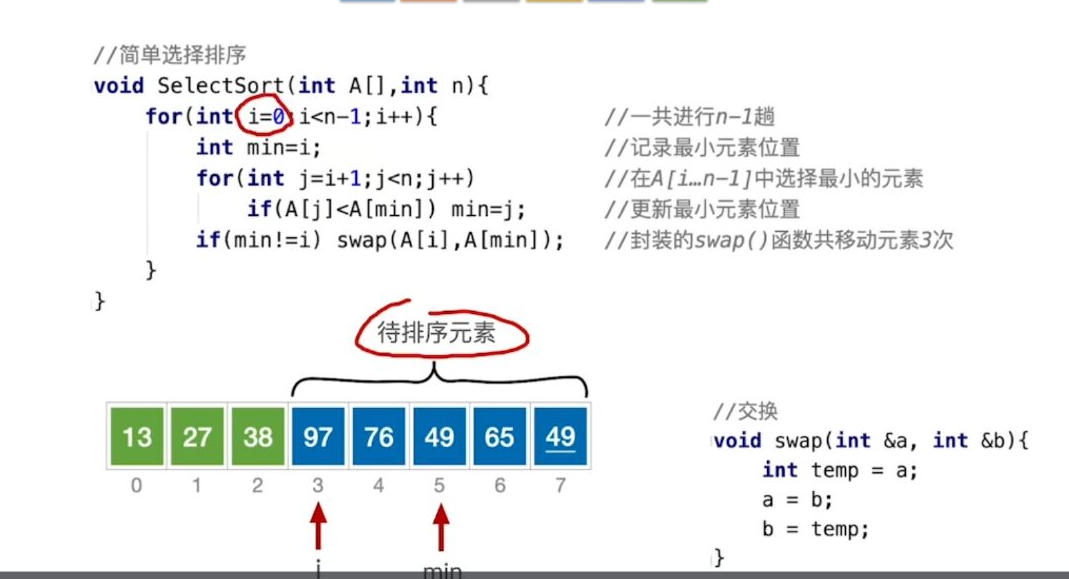 //简单选择排序
void SelectSort(int A[],int n){
for(int i=0;i<n-1;i++){ //一共进行n-1趟
int min=i; //记录最小元素位置
for(int j=i+1;j<n;j++) //在A[i…n-1]中选择最小的元素
if(A[j]<A[min]) min=j; //更新最小元素位置
if(min!=i) swap(A[i],A[min]); //封装的swap()函数共移动元素3次
}
}
待排序元素
13 27 38 97 76 49 65 49
0 1 2 3 4 5 6 7
i min
//交换
void swap(int &a, int &b){
int temp = a;
a = b;
b = temp;
}